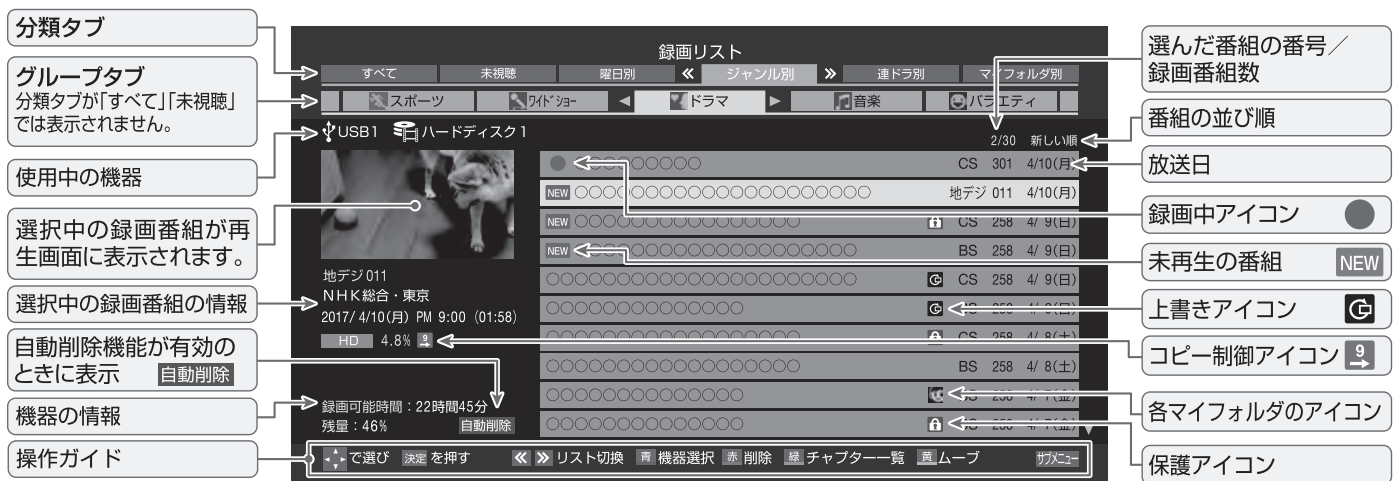 分類タブ
グループタブ
分類タブが「すべて」「未視聴」
では表示されません。
使用中の機器
選択中の録画番組が再
生画面に表示されます。
選択中の録画番組の情報
自動削除機能が有効の
ときに表示 自動削除
機器の情報
操作ガイド
録画リスト
すべて 未視聴 曜日別 ≪ ジャンル別 ≫ 連ドラ別 マイフォルダ別
スポーツ ワイドショー ◀ ドラマ ▶ 音楽 バラエティ
USB1 ハードディスク1
2/30 新しい順
●○○○○○○○○○ CS 301 4/10(月)
NEW ○○○○○○○○○○○○○○○○○○○○○ 地デジ 011 4/10(月)
NEW ○○○○○○○○○○○○○○○○ CS 258 4/ 9(日)
NEW ○○○○○○○○○○○○○○○○○○○○ BS 258 4/ 9(日)
○○○○○○○○○○○○○○○○○○○○○○ CS 258 4/ 9(日)
○○○○○○○○○○○○○○ 258 4/ 9(日)
○○○○○○○○○○○○○○○○○○ CS 258 4/ 8(土)
○○○○○○○○○○○○○○○○○○ BS 258 4/ 8(土)
○○○○○○○○○○○○○○ 258 4/ 7(金)
○○○○○○○○○○○○○○ 258 4/ 7(金)
地デジ 011
NHK総合・東京
2017/ 4/10(月) PM 9:00 (01:58)
HD 4.8% 9
録画可能時間：22時間45分
残量：46% 自動削除
で選び 決定 を押す ≪ ≫ リスト切換 青 機器選択 赤 削除 緑 チャプター一覧 黄 ムーブ サブメニュー
選んだ番組の番号／
録画番組数
番組の並び順
放送日
録画中アイコン ●
未再生の番組 NEW
上書きアイコン
コピー制御アイコン 9
各マイフォルダのアイコン
保護アイコン